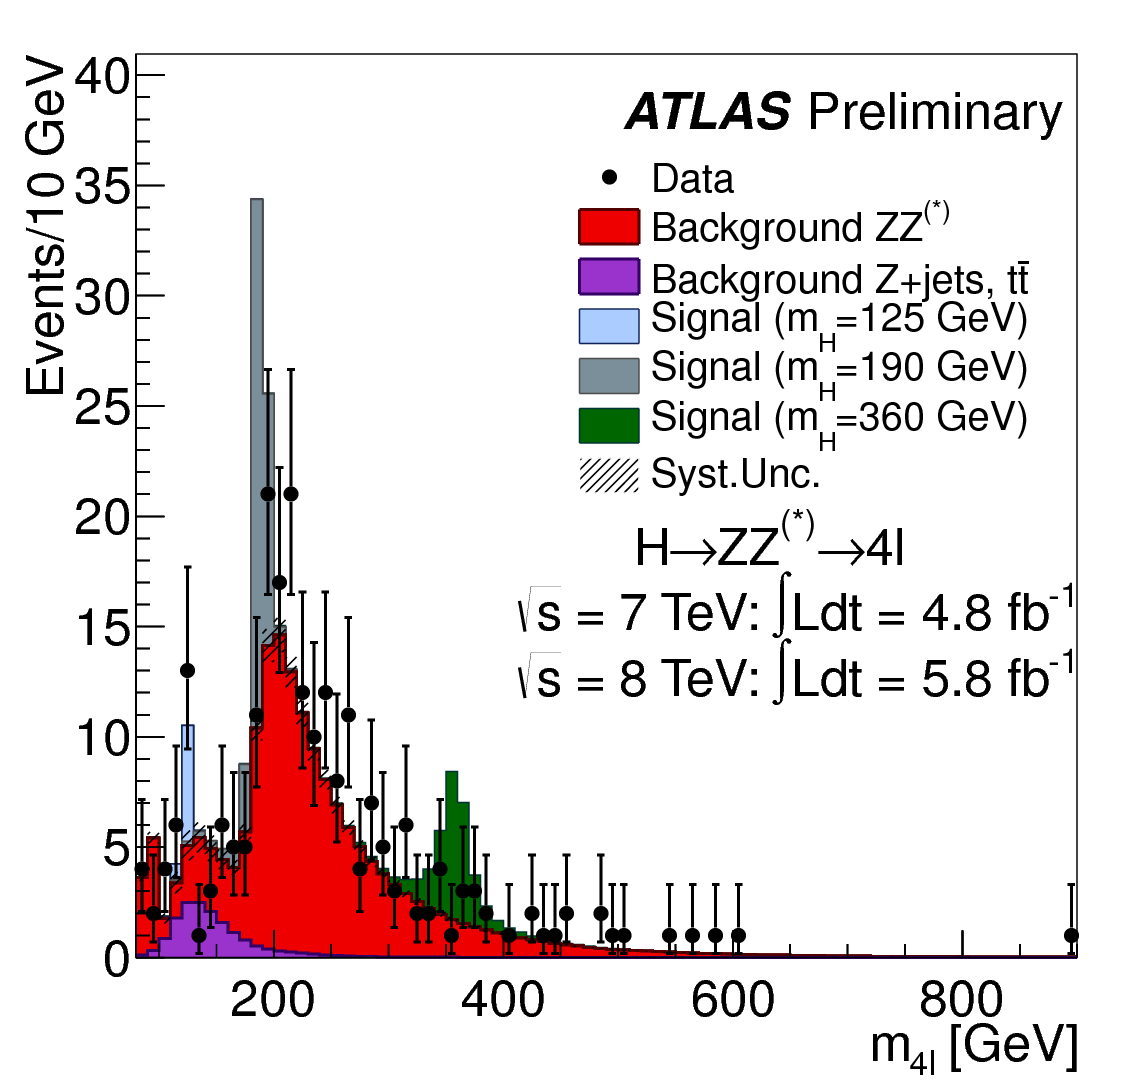 Events/10 GeV
40
35
30
25
20
15
10
5
0
ATLAS Preliminary
Data
Background ZZ(*)
Background Z+jets, tt̄
Signal (mH=125 GeV)
Signal (mH=190 GeV)
Signal (mH=360 GeV)
Syst.Unc.
H→ZZ(*)→4l
√s = 7 TeV: ∫Ldt = 4.8 fb-1
√s = 8 TeV: ∫Ldt = 5.8 fb-1
200 400 600 800
m4l [GeV]